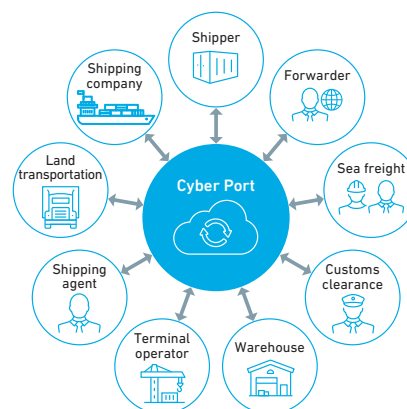 Shipper
Forwarder
Sea freight
Customs
clearance
Warehouse
Terminal
operator
Shipping
agent
Land
transportation
Shipping
company
Cyber Port